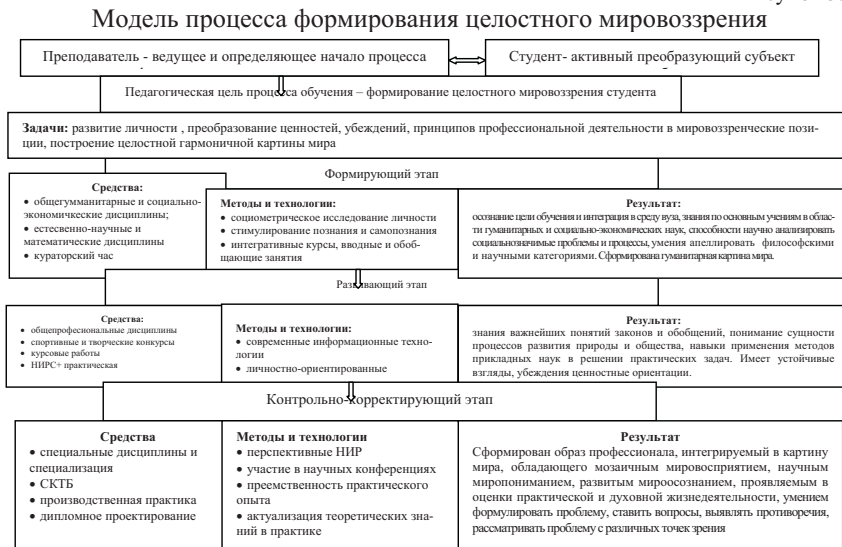 Модель процесса формирования целостного мировоззрения
Преподаватель - ведущее и определяющее начало процесса
Студент- активный преобразующий субъект
Педагогическая цель процесса обучения – формирование целостного мировоззрения студента
Задачи: развитие личности , преобразование ценностей, убеждений, принципов профессиональной деятельности в мировоззренческие пози-
ции, построение целостной гармоничной картины мира
Формирующий этап
Средства:
• общегумманитарные и социально-
экономичкеские дисциплины;
• естесвенно-научные и
математические дисциплины
• кураторский час
Методы и технологии:
• социометрическое исследование личности
• стимулирование познания и самопознания
• интегративные курсы, вводные и обоб-
щающие занятия
Результат:
осознание цели обучения и интеграция в среду вуза, знания по основным учениям в облас-
ти гуманитарных и социально-экономических наук, способности научно анализировать
социальнозначимые проблемы и процессы, умения апеллировать философскими
и научными категориями. Сформирована гуманитарная картина мира.
Развивающий этап
Средства:
• общепрофессиональные дисциплины
• спортивные и творческие конкурсы
• курсовые работы
• НИРС+ практическая
Методы и технологии:
• современные информационные техно-
логии
• личностно-ориентированные
Результат:
знания важнейших понятий законов и обобщений, понимание сущности
процессов развития природы и общества, навыки применения методов
прикладных наук в решении практических задач. Имеет устойчивые
взгляды, убеждения ценностные ориентации.
Контрольно-корректирующий этап
Средства
• специальные дисциплины и
специализация
• СКТБ
• производственная практика
• дипломное проектирование
Методы и технологии
• перспективные НИР
• участие в научных конференциях
• преемственность практического
опыта
• актуализация теоретических зна-
ний в практике
Результат
Сформирован образ профессионала, интегрируемый в картину
мира, обладающего мозаичным мировосприятием, научным
миропониманием, развитым мироосознанием, проявляемым в
оценки практической и духовной жизнедеятельности, умением
формулировать проблему, ставить вопросы, выявлять противоречия,
рассматривать проблему с различных точек зрения